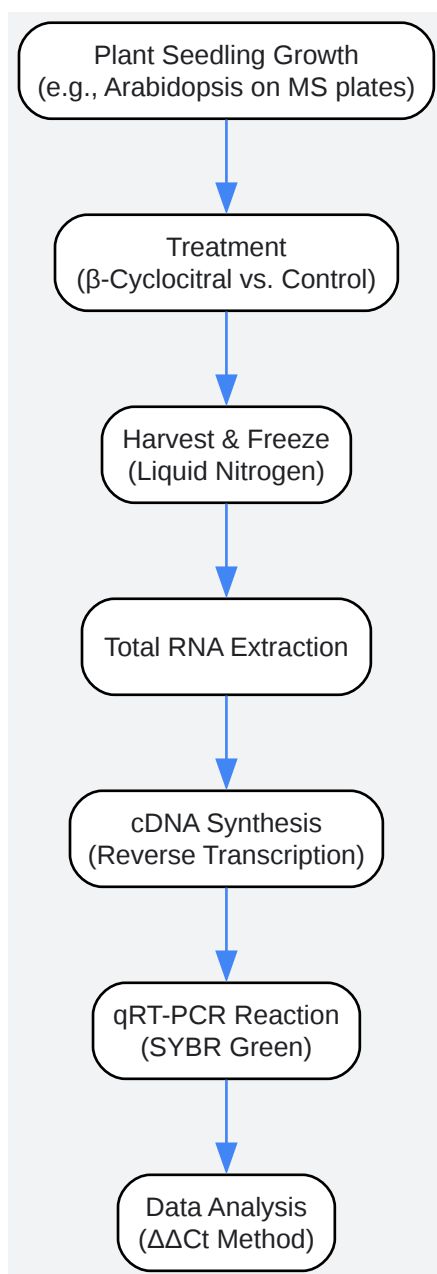 Plant Seedling Growth
(e.g., Arabidopsis on MS plates)
Treatment
(β-Cyclocitral vs. Control)
Harvest & Freeze
(Liquid Nitrogen)
Total RNA Extraction
cDNA Synthesis
(Reverse Transcription)
qRT-PCR Reaction
(SYBR Green)
Data Analysis
(ΔΔCt Method)